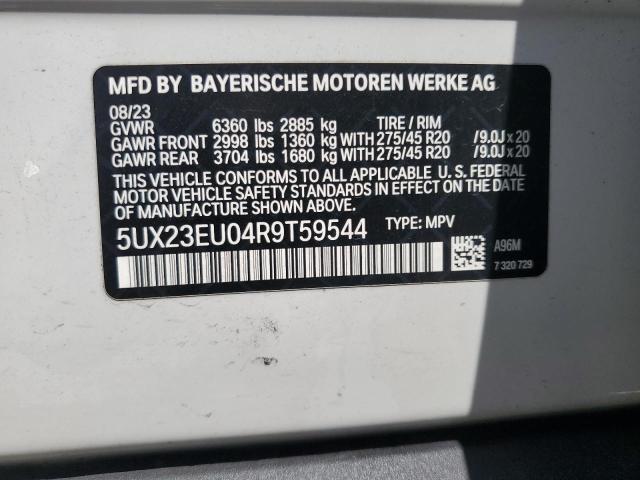 MFD BY BAYERISCHE MOTOREN WERKE AG
08/23
GVWR 6360 lbs 2885 kg TIRE / RIM
GAWR FRONT 2998 lbs 1360 kg WITH 275/45 R20 /9.0J x 20
GAWR REAR 3704 lbs 1680 kg WITH 275/45 R20 /9.0J x 20
THIS VEHICLE CONFORMS TO ALL APPLICABLE U. S. FEDERAL
MOTOR VEHICLE SAFETY STANDARDS IN EFFECT ON THE DATE
OF MANUFACTURE SHOWN ABOVE.
5UX23EU04R9T59544 TYPE: MPV
A96M
7 320 729